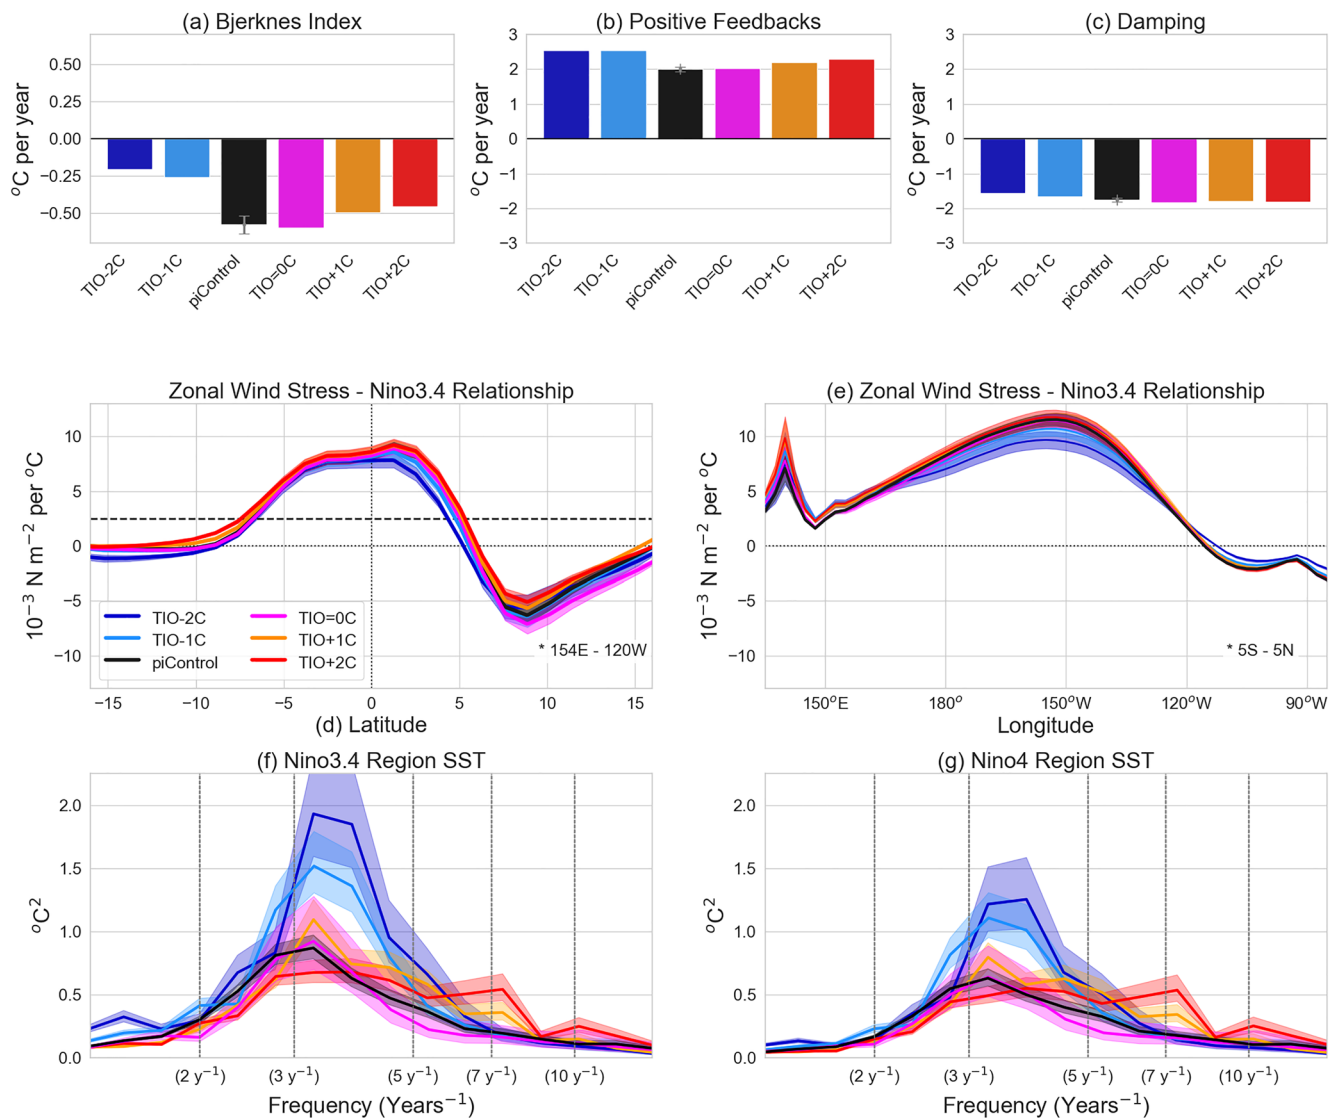 (a) Bjerknes Index
°C per year
0.50
0.25
0.00
−0.25
−0.50
TIO-2C
TIO-1C
piControl
TIO=0C
TIO+1C
TIO+2C
(b) Positive Feedbacks
°C per year
3
2
1
0
−1
−2
−3
TIO-2C
TIO-1C
piControl
TIO=0C
TIO+1C
TIO+2C
(c) Damping
°C per year
3
2
1
0
−1
−2
−3
TIO-2C
TIO-1C
piControl
TIO=0C
TIO+1C
TIO+2C
Zonal Wind Stress - Nino3.4 Relationship
10⁻³ N m⁻² per °C
10
5
0
−5
−10
TIO-2C
TIO-1C
piControl
TIO=0C
TIO+1C
TIO+2C
* 154E - 120W
−15
−10
−5
0
5
10
15
(d) Latitude
(e) Zonal Wind Stress - Nino3.4 Relationship
10⁻³ N m⁻² per °C
10
5
0
−5
−10
* 5S - 5N
150°E
180°
150°W
120°W
90°W
Longitude
(f) Nino3.4 Region SST
°C²
2.0
1.5
1.0
0.5
0.0
(2 y⁻¹)
(3 y⁻¹)
(5 y⁻¹)
(7 y⁻¹)
(10 y⁻¹)
Frequency (Years⁻¹)
(g) Nino4 Region SST
°C²
2.0
1.5
1.0
0.5
0.0
(2 y⁻¹)
(3 y⁻¹)
(5 y⁻¹)
(7 y⁻¹)
(10 y⁻¹)
Frequency (Years⁻¹)